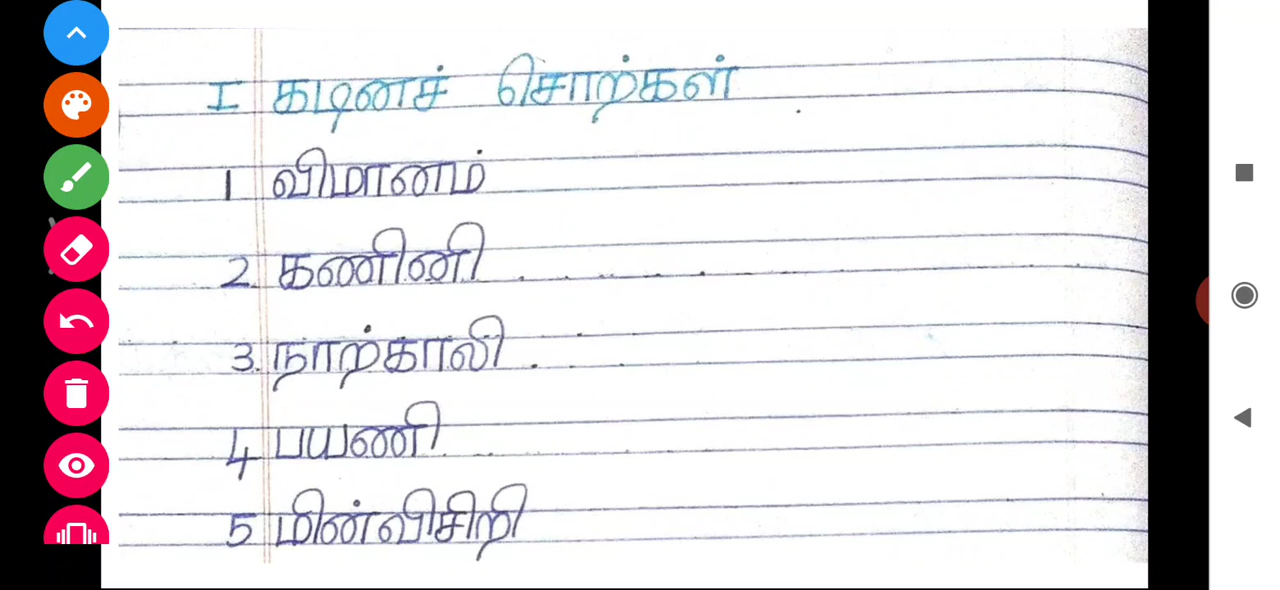 I கடினச் சொற்கள்
1 விமானம்
2. கணினி
3. நாற்காலி
4 பயணி
5 மின்விசிறி